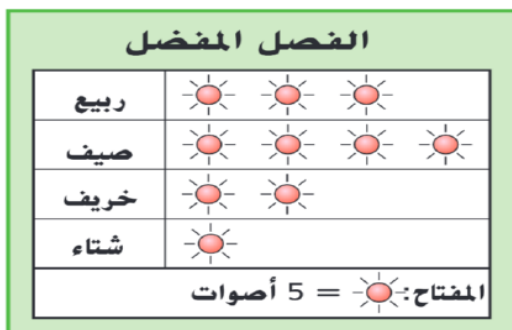 الفصل المفضل
ربيع
صيف
خريف
شتاء
المفتاح: = 5 أصوات